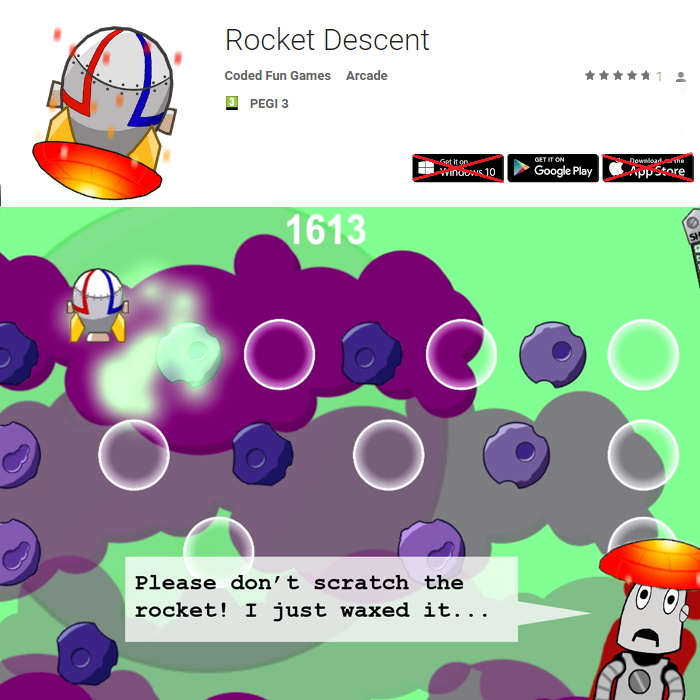 Rocket Descent
Coded Fun Games Arcade
1
3 PEGI 3
Get it on
Windows 10
GET IT ON
Google Play
Download on the
App Store
1613
Please don't scratch the
rocket! I just waxed it...